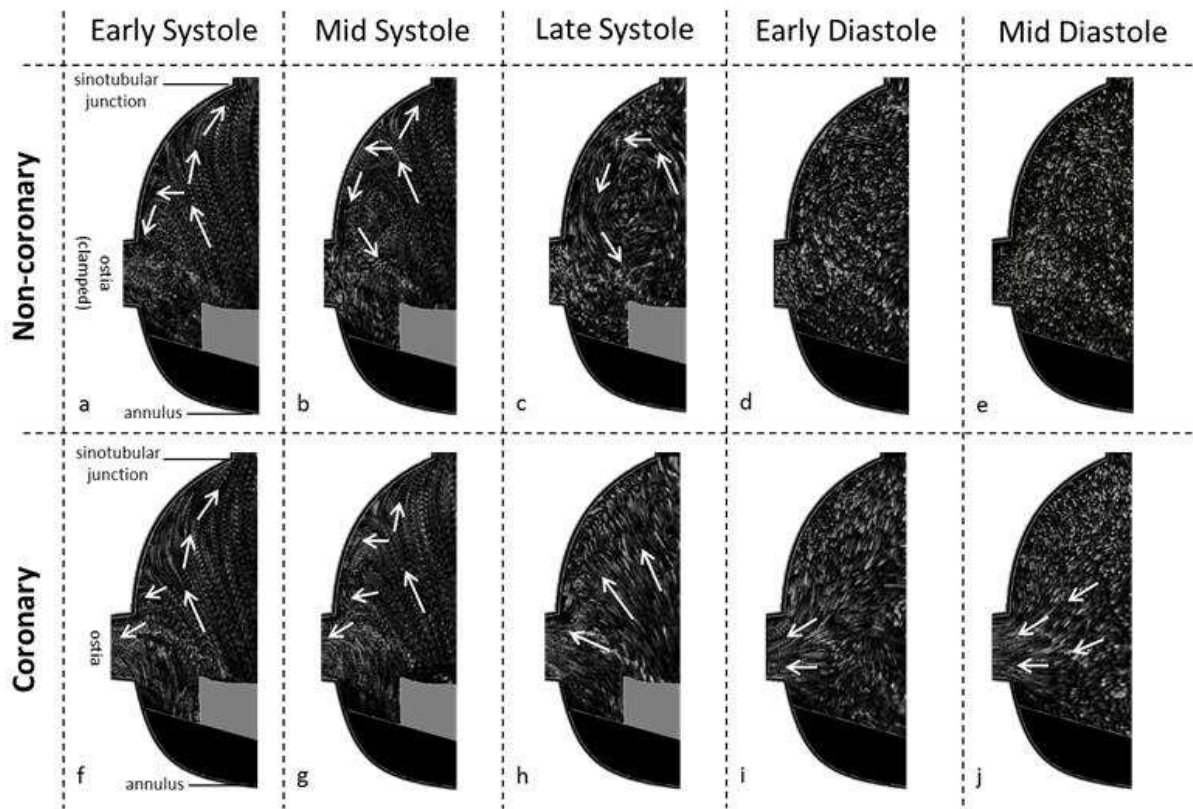 Early Systole
Mid Systole
Late Systole
Early Diastole
Mid Diastole
Non-coronary
sinotubular
junction
ostia
(clamped)
annulus
a
b
c
d
e
Coronary
sinotubular
junction
ostia
annulus
f
g
h
i
j